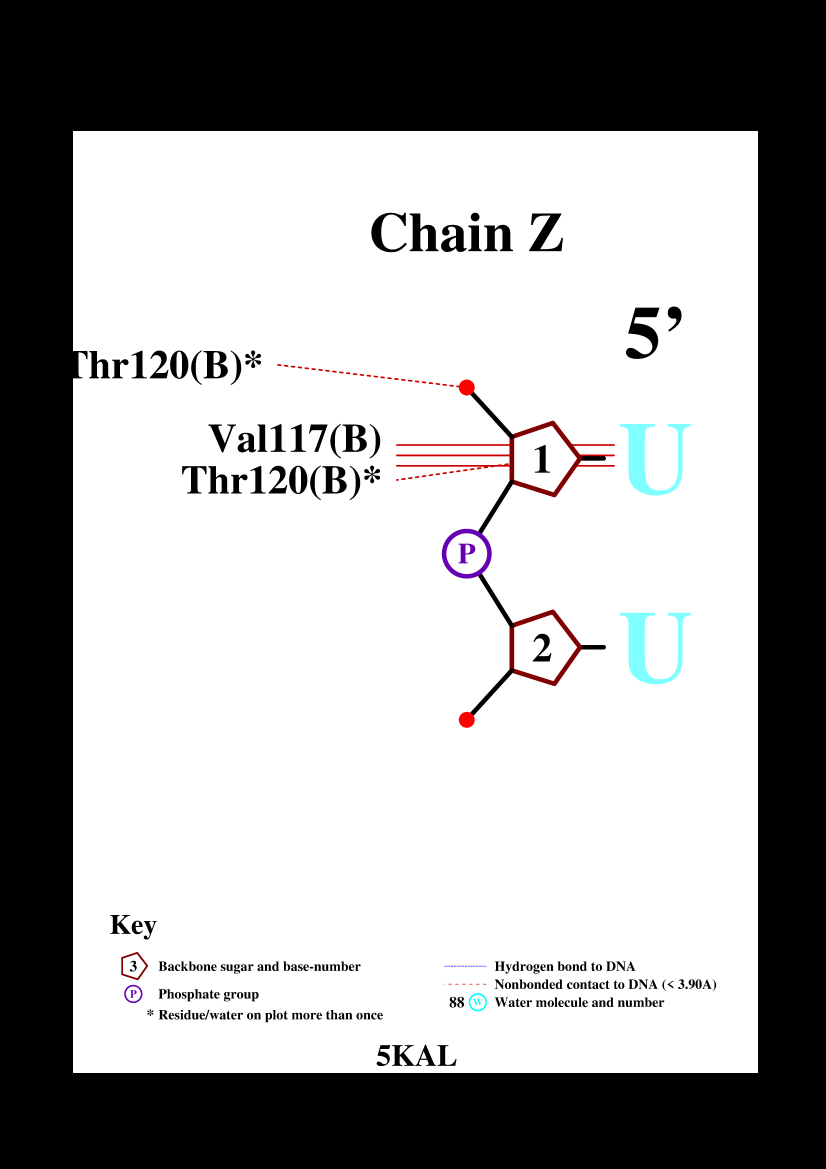 Chain Z
5’
Thr120(B)*
Val117(B)
1
U
Thr120(B)*
P
2
U
Key
3 Backbone sugar and base-number
P Phosphate group
* Residue/water on plot more than once
Hydrogen bond to DNA
Nonbonded contact to DNA (< 3.90A)
88 W Water molecule and number
5KAL